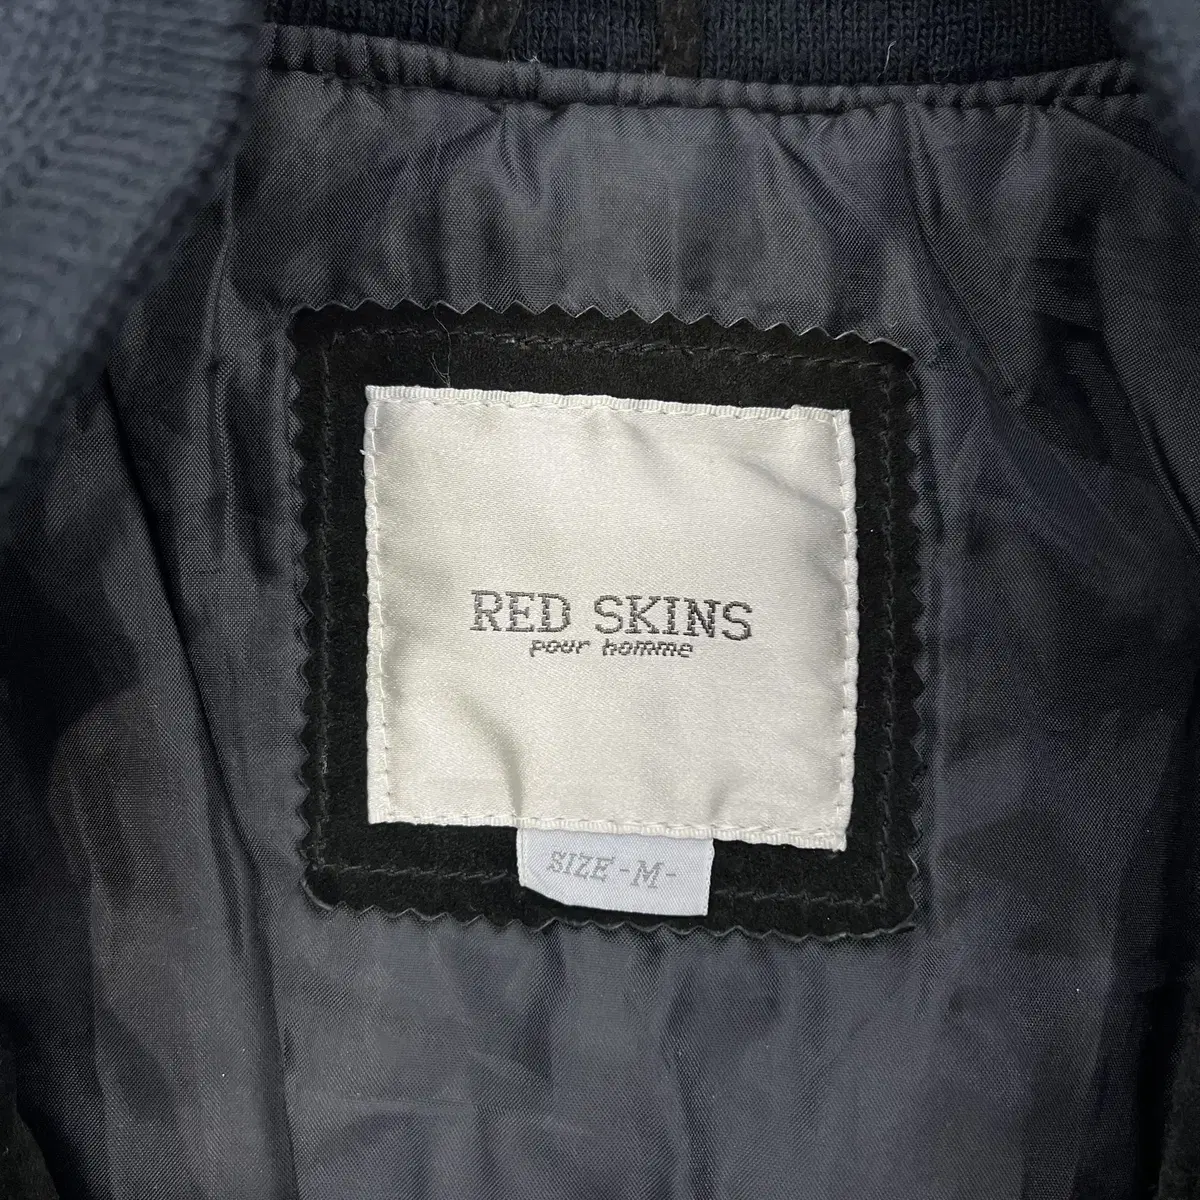 RED SKINS
pour homme
SIZE -M-